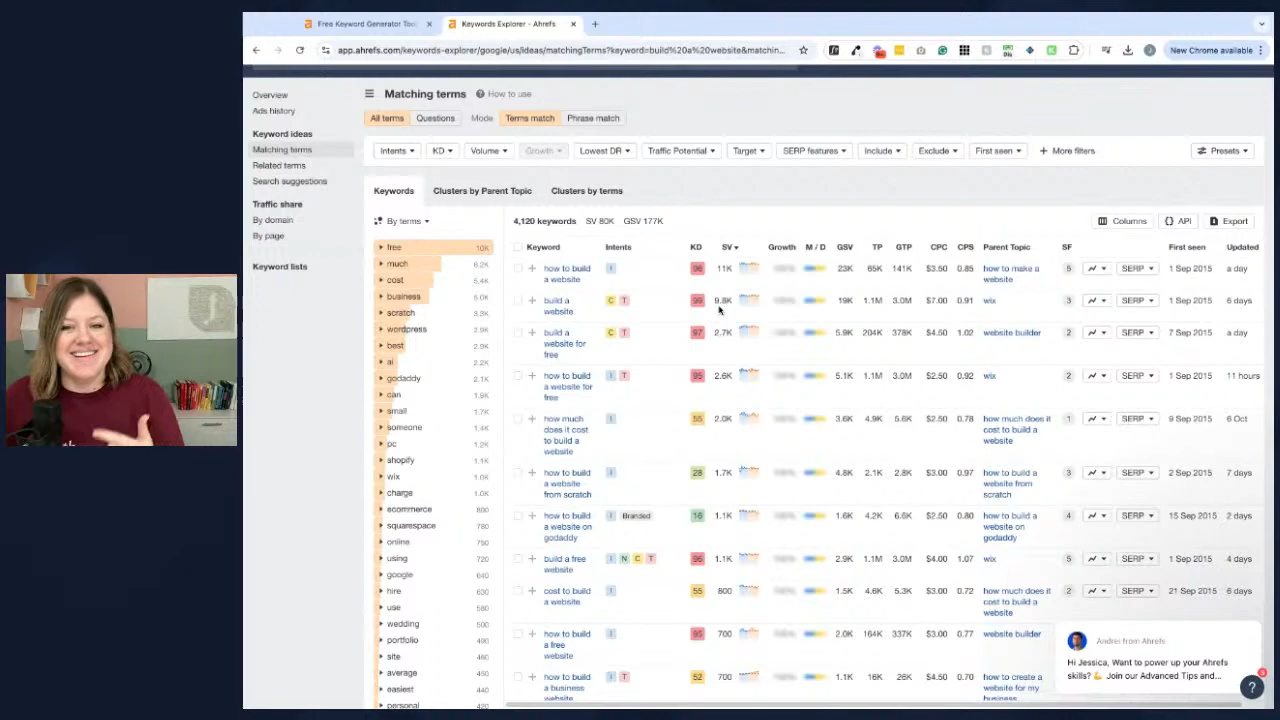 Free Keyword Generator Too
Keywords Explorer - Ahrefs
app.ahrefs.com/keywords-explorer/google/us/ideas/matchingTerms?keyword=build%20a%20website&matchin...
New Chrome available
Overview
Ads history
Keyword ideas
Matching terms
Related terms
Search suggestions
Traffic share
By domain
By page
Keyword lists
Matching terms
How to use
All terms Questions Mode Terms match Phrase match
Intents KD Volume Growth Lowest DR Traffic Potential Target SERP features Include Exclude First seen + More filters Presets
Keywords Clusters by Parent Topic Clusters by terms
By terms
4,120 keywords SV 80K GSV 177K
Columns API Export
free 10K
much 6.2K
cost 5.4K
business 5.0K
scratch 3.3K
wordpress 2.9K
best 2.9K
ai 2.2K
godaddy 2.1K
can 1.9K
small 1.7K
someone 1.4K
pc 1.2K
shopify 1.1K
wix 1.0K
charge 1.0K
ecommerce 890
squarespace 780
online 750
using 720
google 640
hire 630
use 580
wedding 500
portfolio 490
site 460
average 450
easiest 440
personal 420
Keyword Intents KD SV Growth M / D GSV TP GTP CPC CPS Parent Topic SF First seen Updated
how to build a website I 98 11K 23K 65K 141K $3.50 0.85 how to make a website 5 SERP 1 Sep 2015 a day
build a website C T 99 9.8K 19K 1.1M 3.0M $7.00 0.91 wix 3 SERP 1 Sep 2015 6 days
build a website for free C T 97 2.7K 5.9K 204K 378K $4.50 1.02 website builder 2 SERP 7 Sep 2015 a day
how to build a website for free I T 95 2.6K 5.1K 1.1M 3.0M $2.50 0.92 wix 2 SERP 1 Sep 2015 11 hours
how much does it cost to build a website I 55 2.0K 3.6K 4.9K 5.6K $2.50 0.78 how much does it cost to build a website 1 SERP 9 Sep 2015 6 Oct
how to build a website from scratch I 28 1.7K 4.8K 2.1K 2.8K $3.00 0.97 how to build a website from scratch 3 SERP 2 Sep 2015 7 days
how to build a website on godaddy I Branded 16 1.1K 1.6K 4.2K 6.6K $2.50 0.80 how to build a website on godaddy 4 SERP 15 Sep 2015 2 days
build a free website I N C T 96 1.1K 2.9K 1.1M 3.0M $4.00 1.07 wix 5 SERP 1 Sep 2015 4 days
cost to build a website I 55 800 1.5K 4.6K 5.3K $3.00 0.72 how much does it cost to build a website 2 SERP 21 Sep 2015 6 days
how to build a free website I 95 700 2.0K 164K 337K $3.00 0.77 website builder
how to build a business I T 52 700 1.1K 16K 26K $4.50 0.70 how to create a website for my business
Andrei from Ahrefs
Hi Jessica, Want to power up your Ahrefs
skills? 💪 Join our Advanced Tips and...